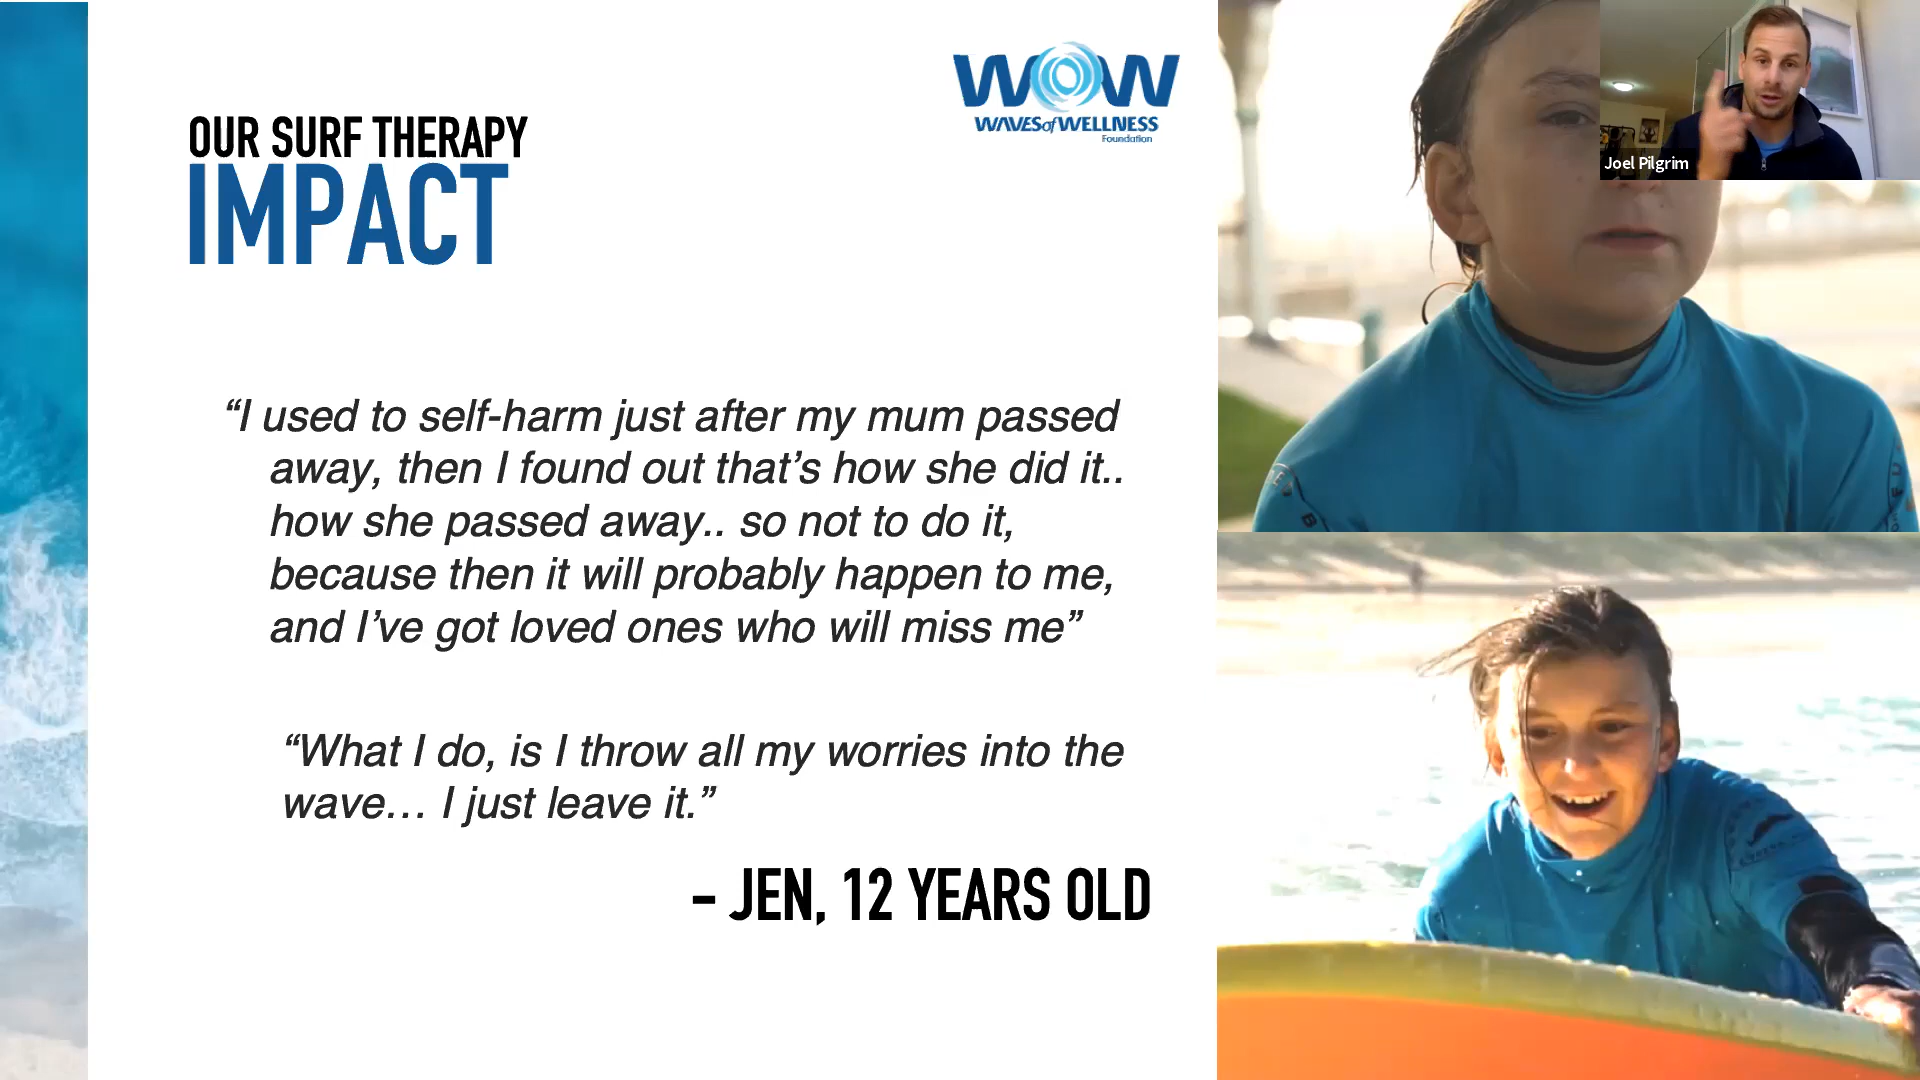 WOW
WAVES of WELLNESS
Foundation
OUR SURF THERAPY
IMPACT
“I used to self-harm just after my mum passed
away, then I found out that’s how she did it..
how she passed away.. so not to do it,
because then it will probably happen to me,
and I’ve got loved ones who will miss me”
“What I do, is I throw all my worries into the
wave… I just leave it.”
– JEN, 12 YEARS OLD
Joel Pilgrim